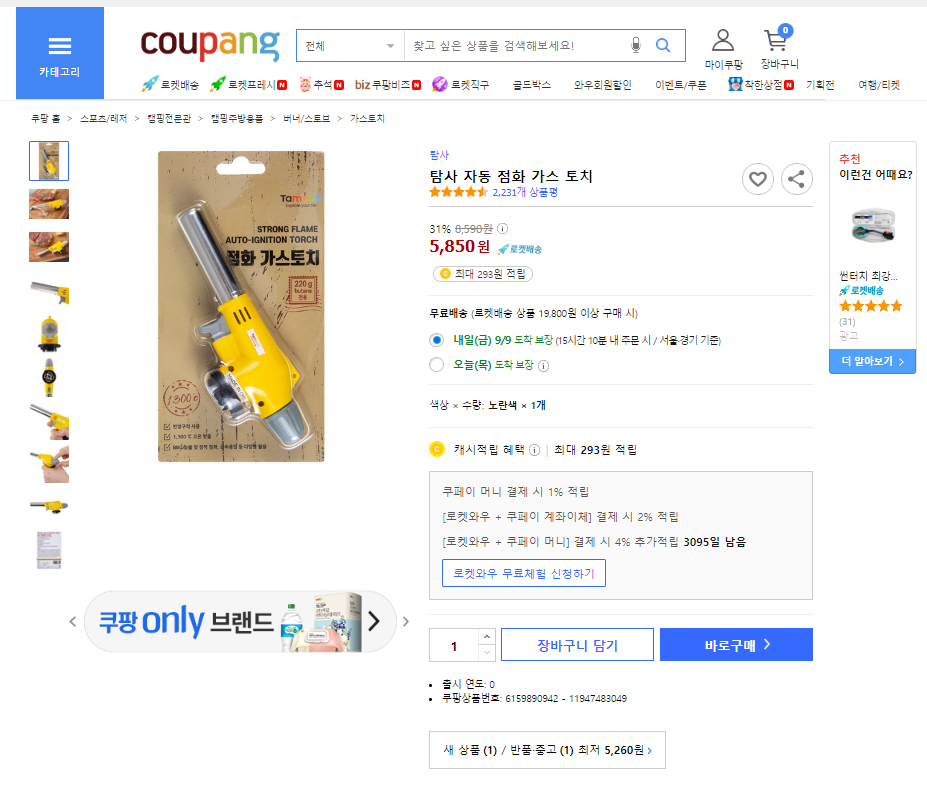 카테고리
coupang
전체
찾고 싶은 상품을 검색해보세요!
마이쿠팡
0
장바구니
로켓배송 로켓프레시 N 추석 N biz 쿠팡비즈 N 로켓직구 골드박스 와우회원할인 이벤트/쿠폰 착한상점 N 기획전 여행/티켓
쿠팡 홈 > 스포츠/레저 > 캠핑전문관 > 캠핑주방용품 > 버너/스토브 > 가스토치
STRONG FLAME
AUTO-IGNITION TORCH
점화 가스토치
220 g
butane
전용
1300℃
쿠팡 only 브랜드
탐사
탐사 자동 점화 가스 토치
2,231개 상품평
31% 8,590원
5,850원 로켓배송
최대 293원 적립
무료배송 (로켓배송 상품 19,800원 이상 구매 시)
내일(금) 9/9 도착 보장 (15시간 10분 내 주문 시 / 서울·경기 기준)
오늘(목) 도착 보장
색상 × 수량: 노란색 × 1개
캐시적립 혜택 | 최대 293원 적립
쿠페이 머니 결제 시 1% 적립
[로켓와우 + 쿠페이 계좌이체] 결제 시 2% 적립
[로켓와우 + 쿠페이 머니] 결제 시 4% 추가적립 3095일 남음
로켓와우 무료체험 신청하기
1
장바구니 담기
바로구매
출시 연도: 0
쿠팡상품번호: 6159890942 - 11947483049
새 상품 (1) / 반품·중고 (1) 최저 5,260원
추천
이런건 어때요?
썬터치 최강...
로켓배송
(31)
광고
더 알아보기